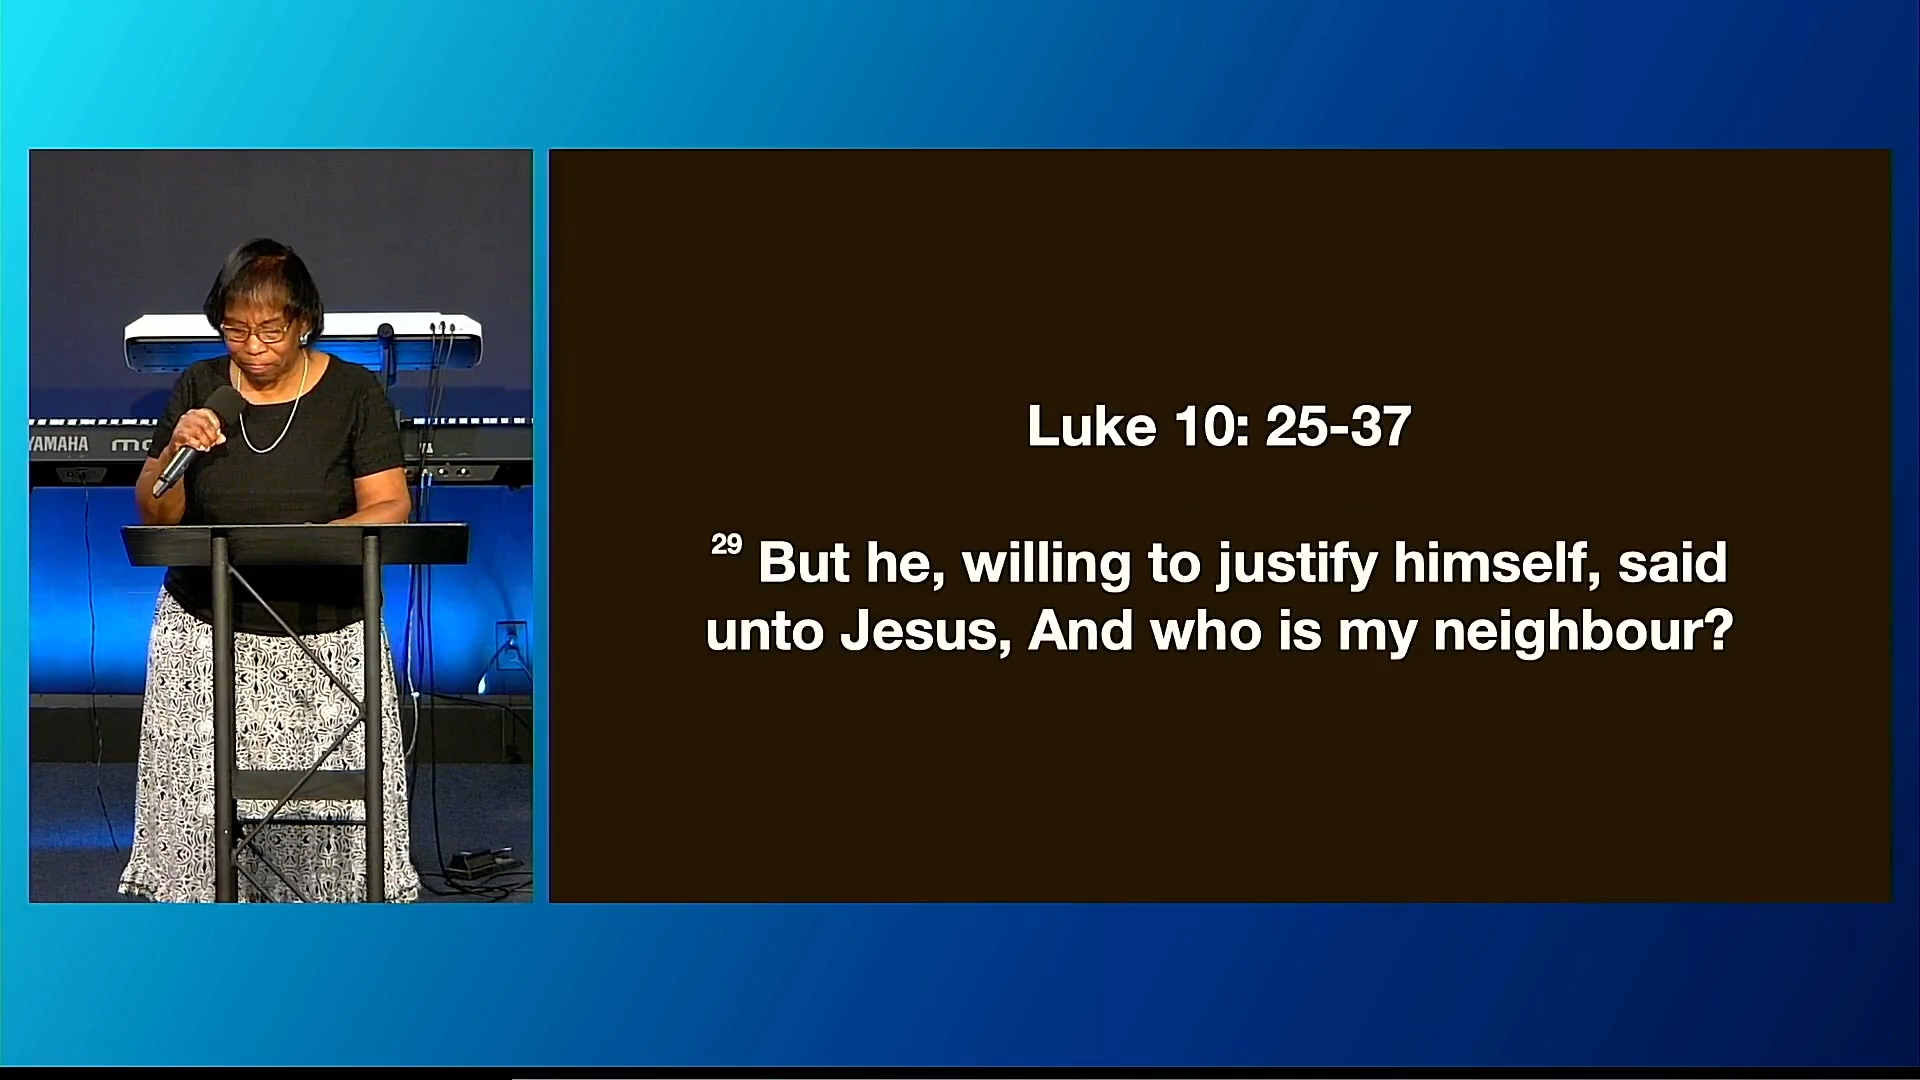 Luke 10: 25-37
29 But he, willing to justify himself, said
unto Jesus, And who is my neighbour?
YAMAHA